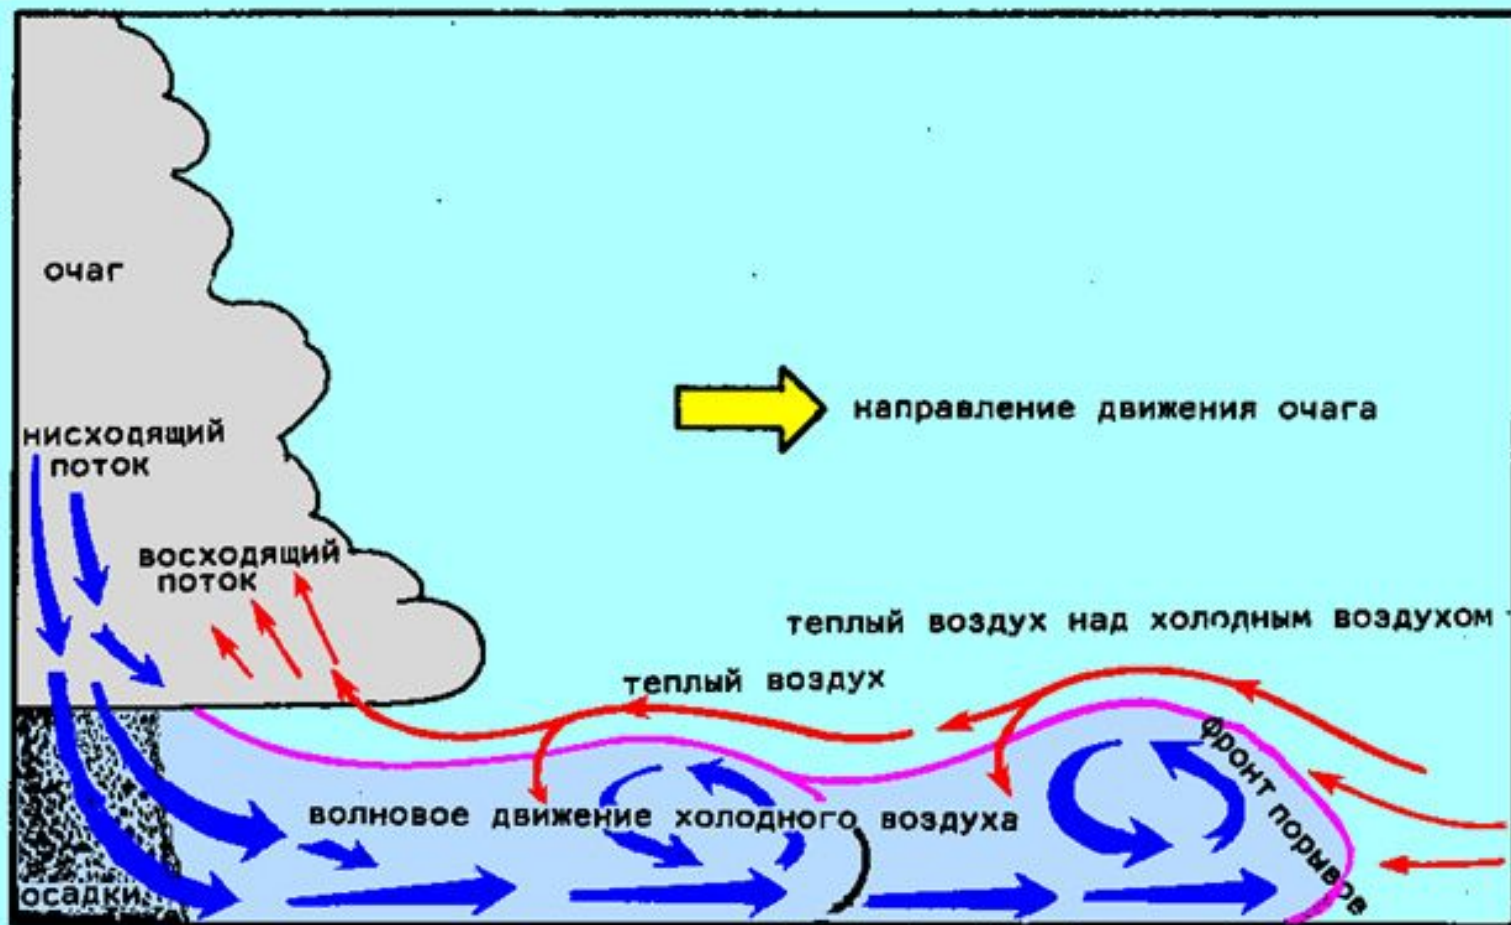 очаг
направление движения очага
нисходящий
поток
восходящий
поток
теплый воздух над холодным воздухом
теплый воздух
фронт порывов
волновое движение холодного воздуха
осадки